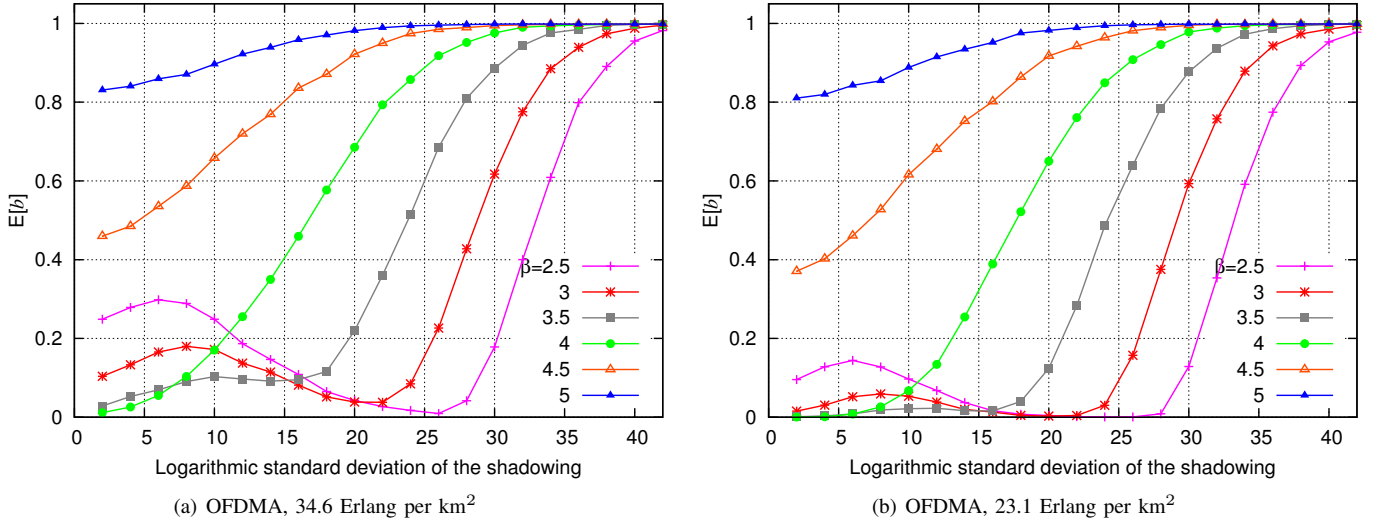 1
0.8
0.6
0.4
0.2
0
E[b]
0 5 10 15 20 25 30 35 40
Logarithmic standard deviation of the shadowing
β=2.5
3
3.5
4
4.5
5
(a) OFDMA, 34.6 Erlang per km²
1
0.8
0.6
0.4
0.2
0
E[b]
0 5 10 15 20 25 30 35 40
Logarithmic standard deviation of the shadowing
β=2.5
3
3.5
4
4.5
5
(b) OFDMA, 23.1 Erlang per km²